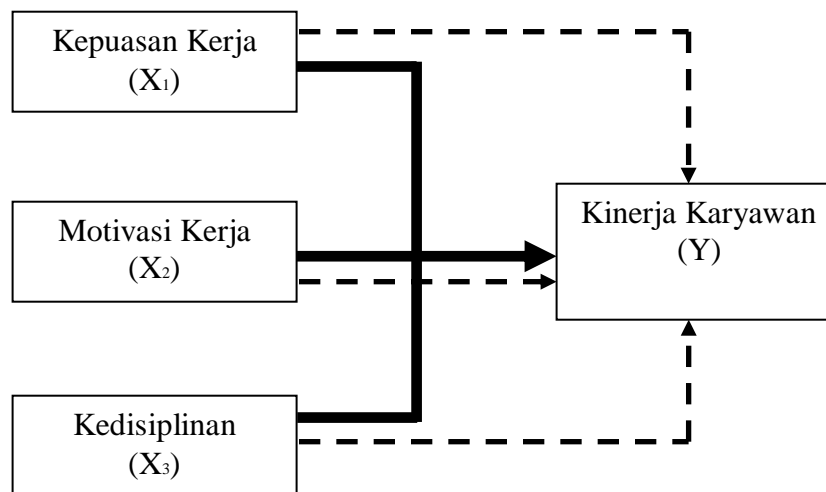 Kepuasan Kerja
(X₁)
Motivasi Kerja
(X₂)
Kinerja Karyawan
(Y)
Kedisiplinan
(X₃)